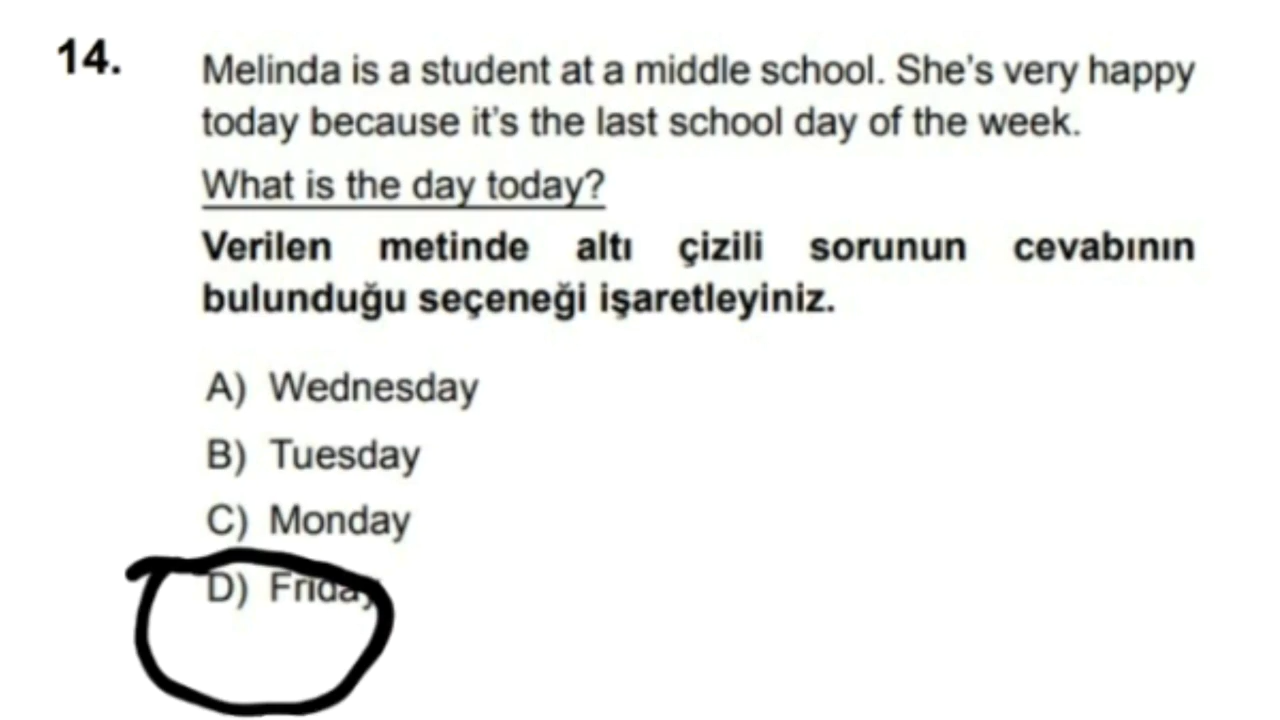 14.
Melinda is a student at a middle school. She's very happy
today because it's the last school day of the week.
What is the day today?
Verilen metinde altı çizili sorunun cevabının
bulunduğu seçeneği işaretleyiniz.
A) Wednesday
B) Tuesday
C) Monday
D) Friday